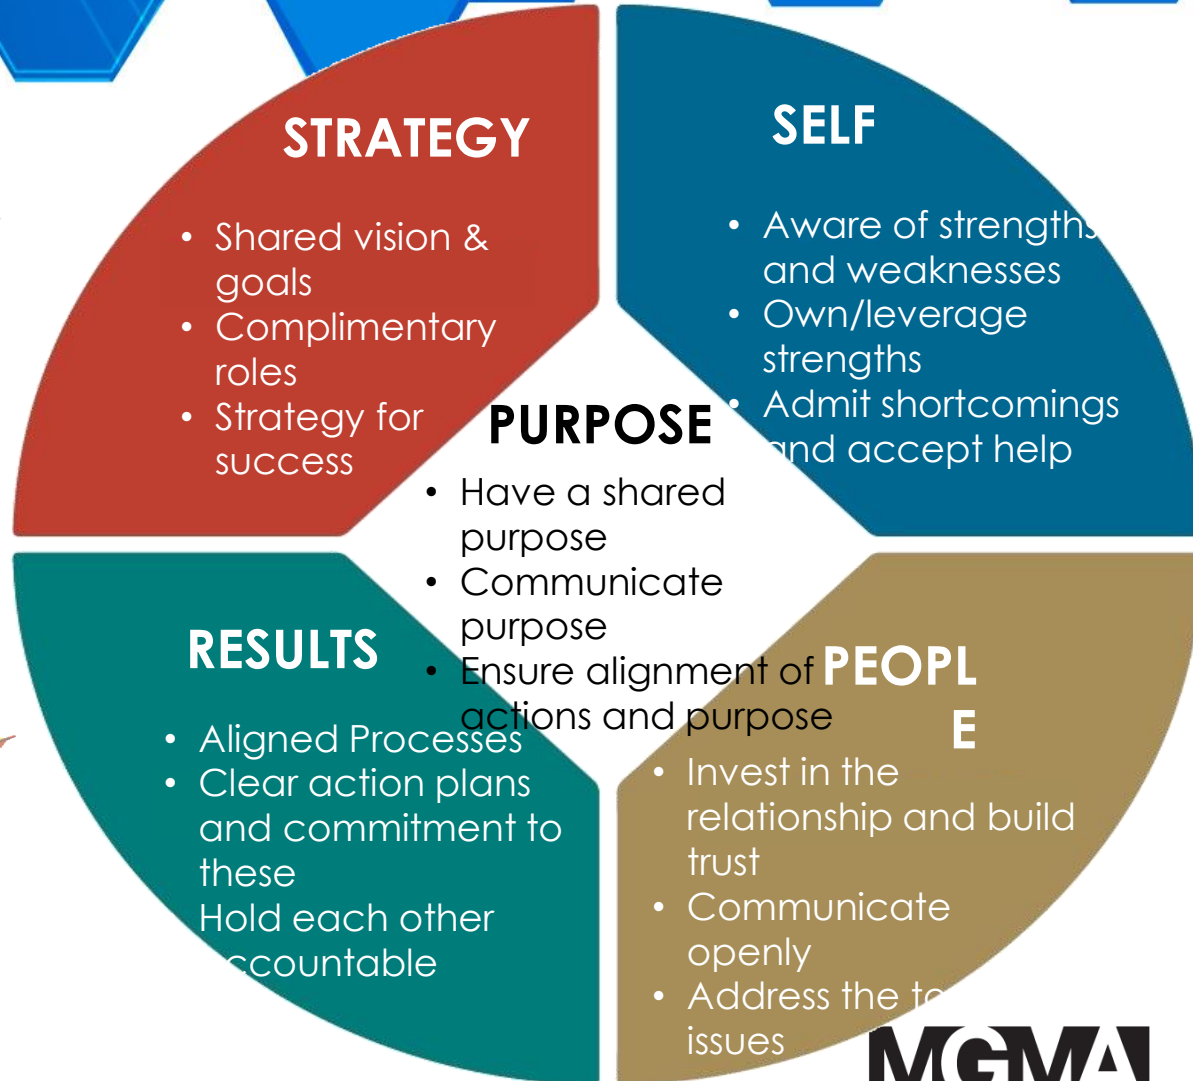 STRATEGY
• Shared vision &
goals
• Complimentary
roles
• Strategy for
success
SELF
• Aware of strengths
and weaknesses
• Own/leverage
strengths
• Admit shortcomings
and accept help
PURPOSE
• Have a shared
purpose
• Communicate
purpose
• Ensure alignment of
actions and purpose
RESULTS
• Aligned Processes
• Clear action plans
and commitment to
these
Hold each other
accountable
PEOPL
E
• Invest in the
relationship and build
trust
• Communicate
openly
• Address the
issues
MGMA